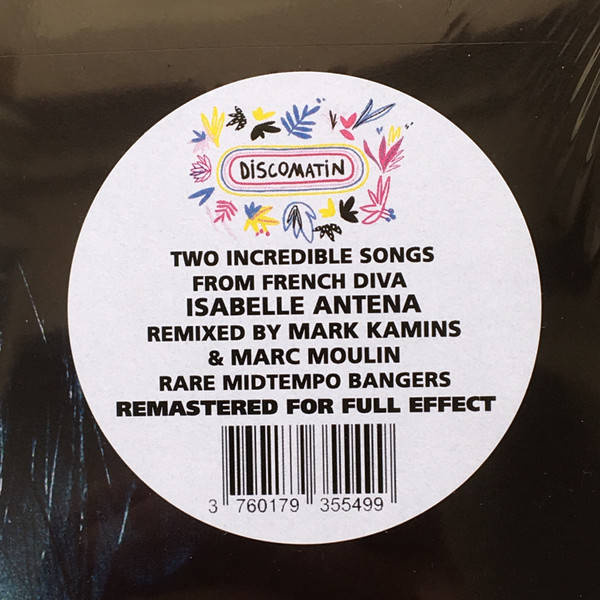 DiSCOMATiN
TWO INCREDIBLE SONGS
FROM FRENCH DIVA
ISABELLE ANTENA
REMIXED BY MARK KAMINS
& MARC MOULIN
RARE MIDTEMPO BANGERS
REMASTERED FOR FULL EFFECT
3 760179 355499